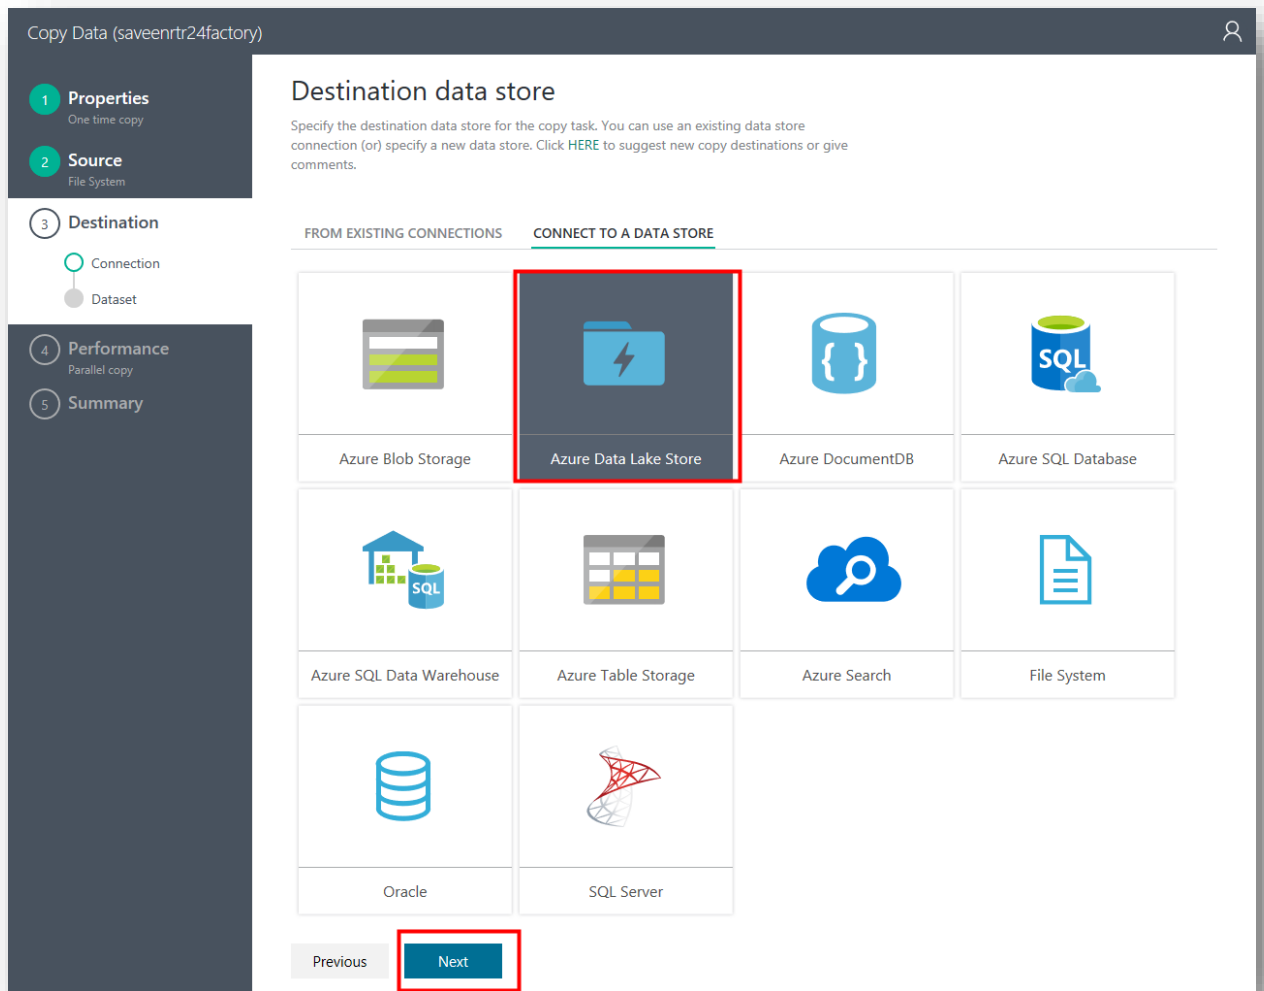 Copy Data (saveenrtr24factory)
1 Properties
One time copy
2 Source
File System
3 Destination
Connection
Dataset
4 Performance
Parallel copy
5 Summary
Destination data store
Specify the destination data store for the copy task. You can use an existing data store
connection (or) specify a new data store. Click HERE to suggest new copy destinations or give
comments.
FROM EXISTING CONNECTIONS CONNECT TO A DATA STORE
{ } SQL
Azure Blob Storage Azure Data Lake Store Azure DocumentDB Azure SQL Database
SQL
Azure SQL Data Warehouse Azure Table Storage Azure Search File System
Oracle SQL Server
Previous Next